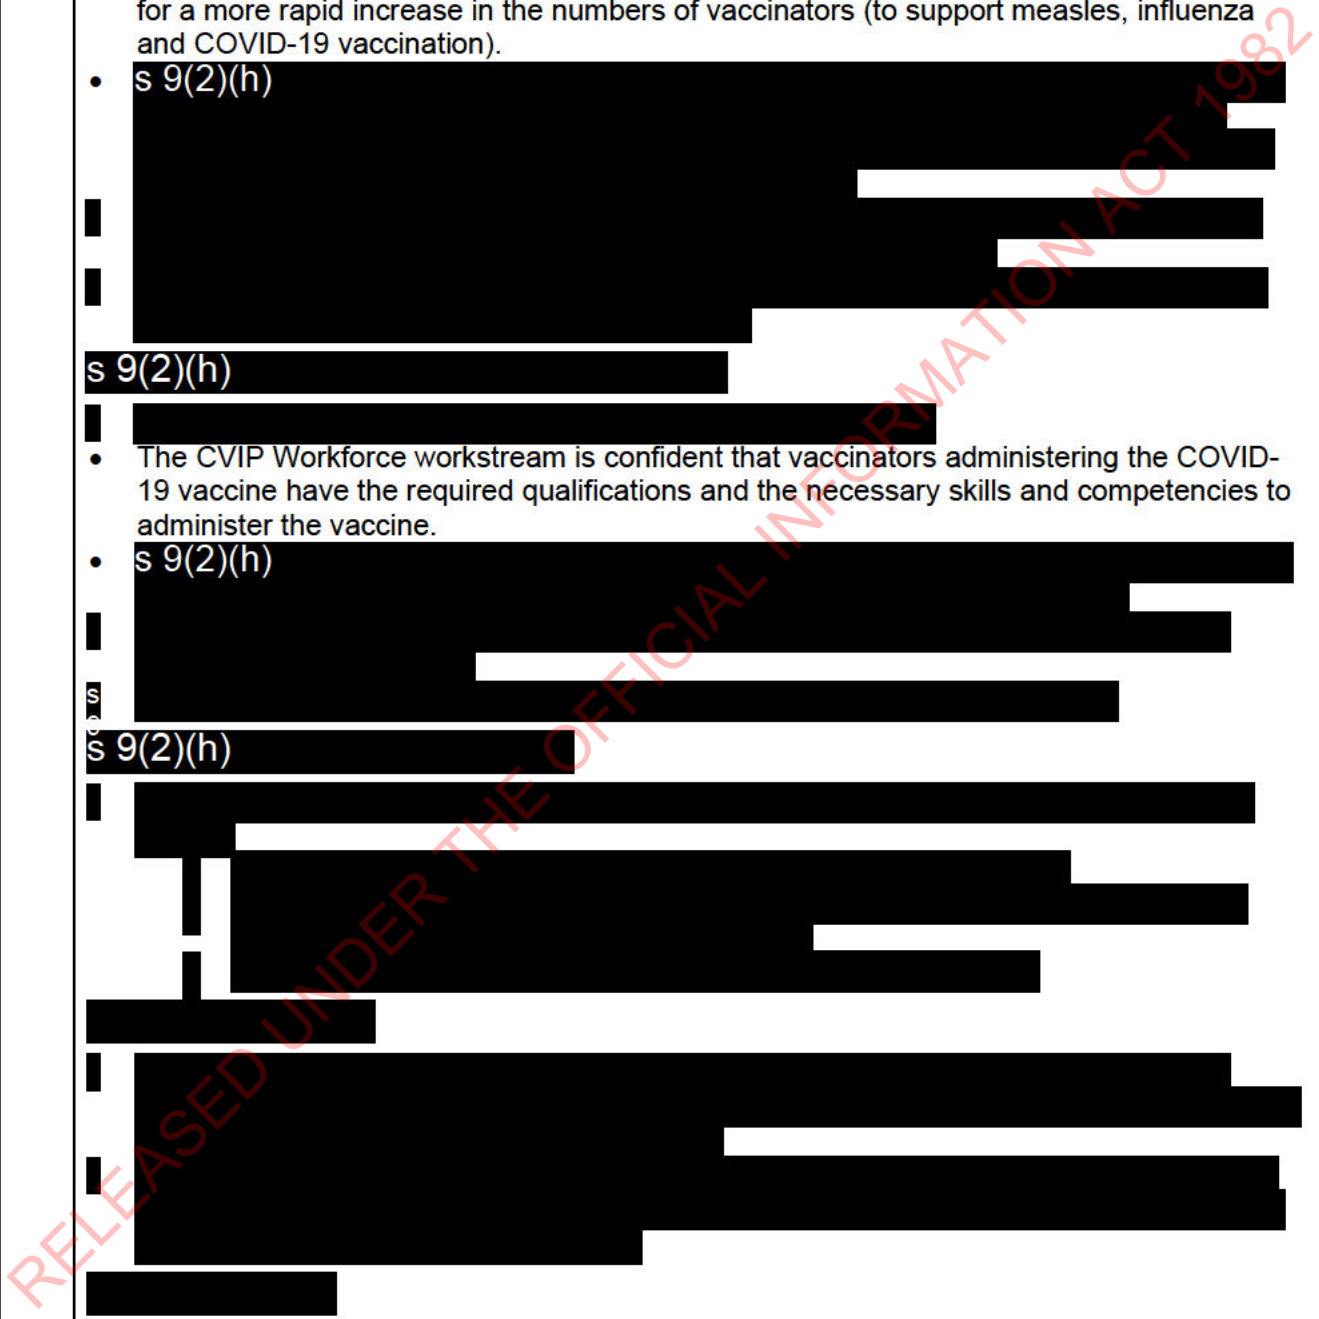 for a more rapid increase in the numbers of vaccinators (to support measles, influenza
and COVID-19 vaccination).
• s 9(2)(h)
s 9(2)(h)
• The CVIP Workforce workstream is confident that vaccinators administering the COVID-
19 vaccine have the required qualifications and the necessary skills and competencies to
administer the vaccine.
• s 9(2)(h)
s
s 9(2)(h)
RELEASED UNDER THE OFFICIAL INFORMATION ACT 1982